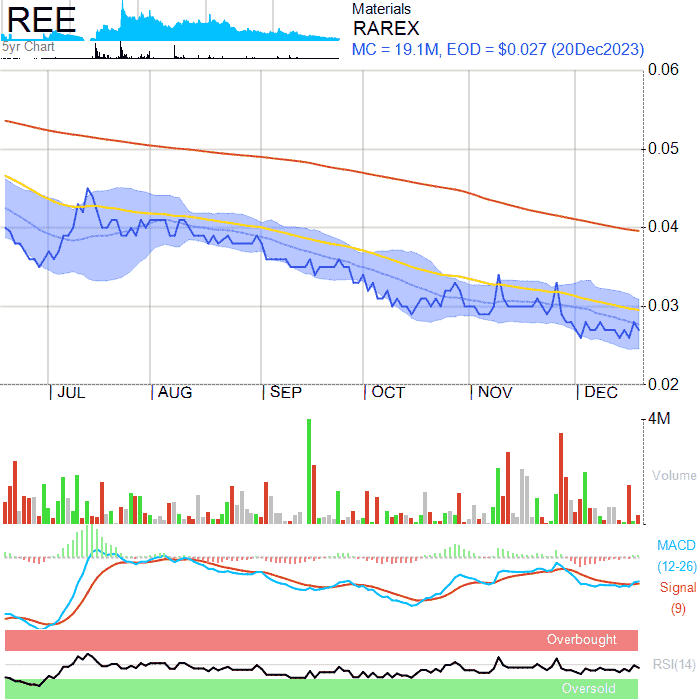 REE
5yr Chart
Materials
RAREX
MC = 19.1M, EOD = $0.027 (20Dec2023)
0.06
0.05
0.04
0.03
0.02
JUL AUG SEP OCT NOV DEC
4M
Volume
MACD
(12-26)
Signal
(9)
Overbought
RSI(14)
Oversold